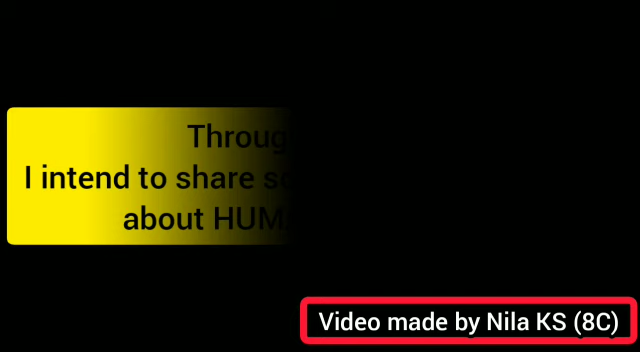 Throug
I intend to share so
about HUM
Video made by Nila KS (8C)